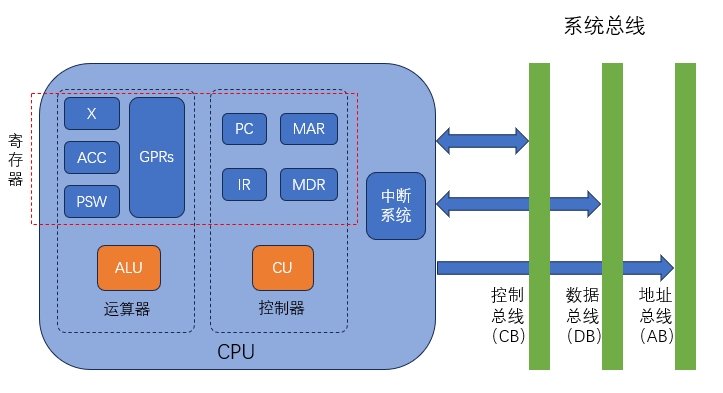 系统总线
寄
存
器
X
ACC
PSW
GPRs
ALU
运算器
PC
MAR
IR
MDR
CU
控制器
中断
系统
CPU
控制
总线
(CB)
数据
总线
(DB)
地址
总线
(AB)